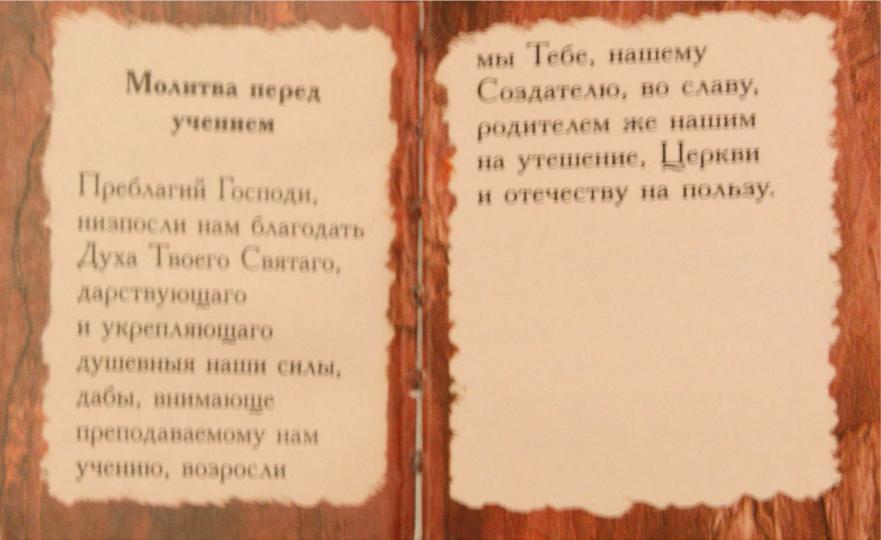 Молитва перед
учением
Преблагий Господи,
низпосли нам благодать
Духа Твоего Святаго,
дарствующаго
и укрепляющаго
душевныя наши силы,
дабы, внимающе
преподаваемому нам
учению, возросли
мы Тебе, нашему
Создателю, во славу,
родителем же нашим
на утешение, Церкви
и отечеству на пользу.